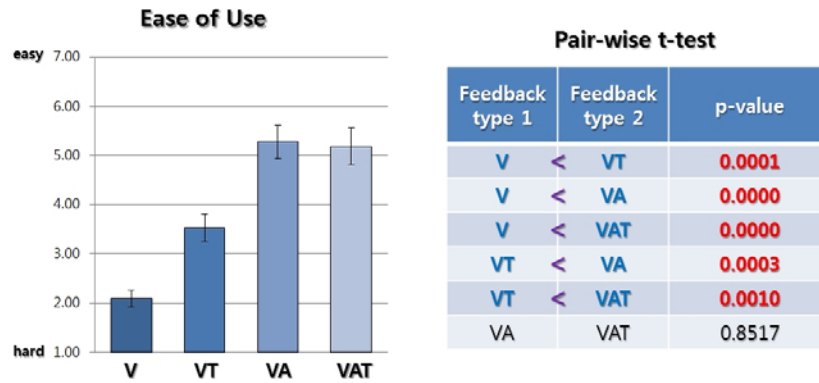 Ease of Use
easy 7.00
6.00
5.00
4.00
3.00
2.00
hard 1.00
V VT VA VAT
Pair-wise t-test
Feedback type 1 Feedback type 2 p-value
V < VT 0.0001
V < VA 0.0000
V < VAT 0.0000
VT < VA 0.0003
VT < VAT 0.0010
VA VAT 0.8517